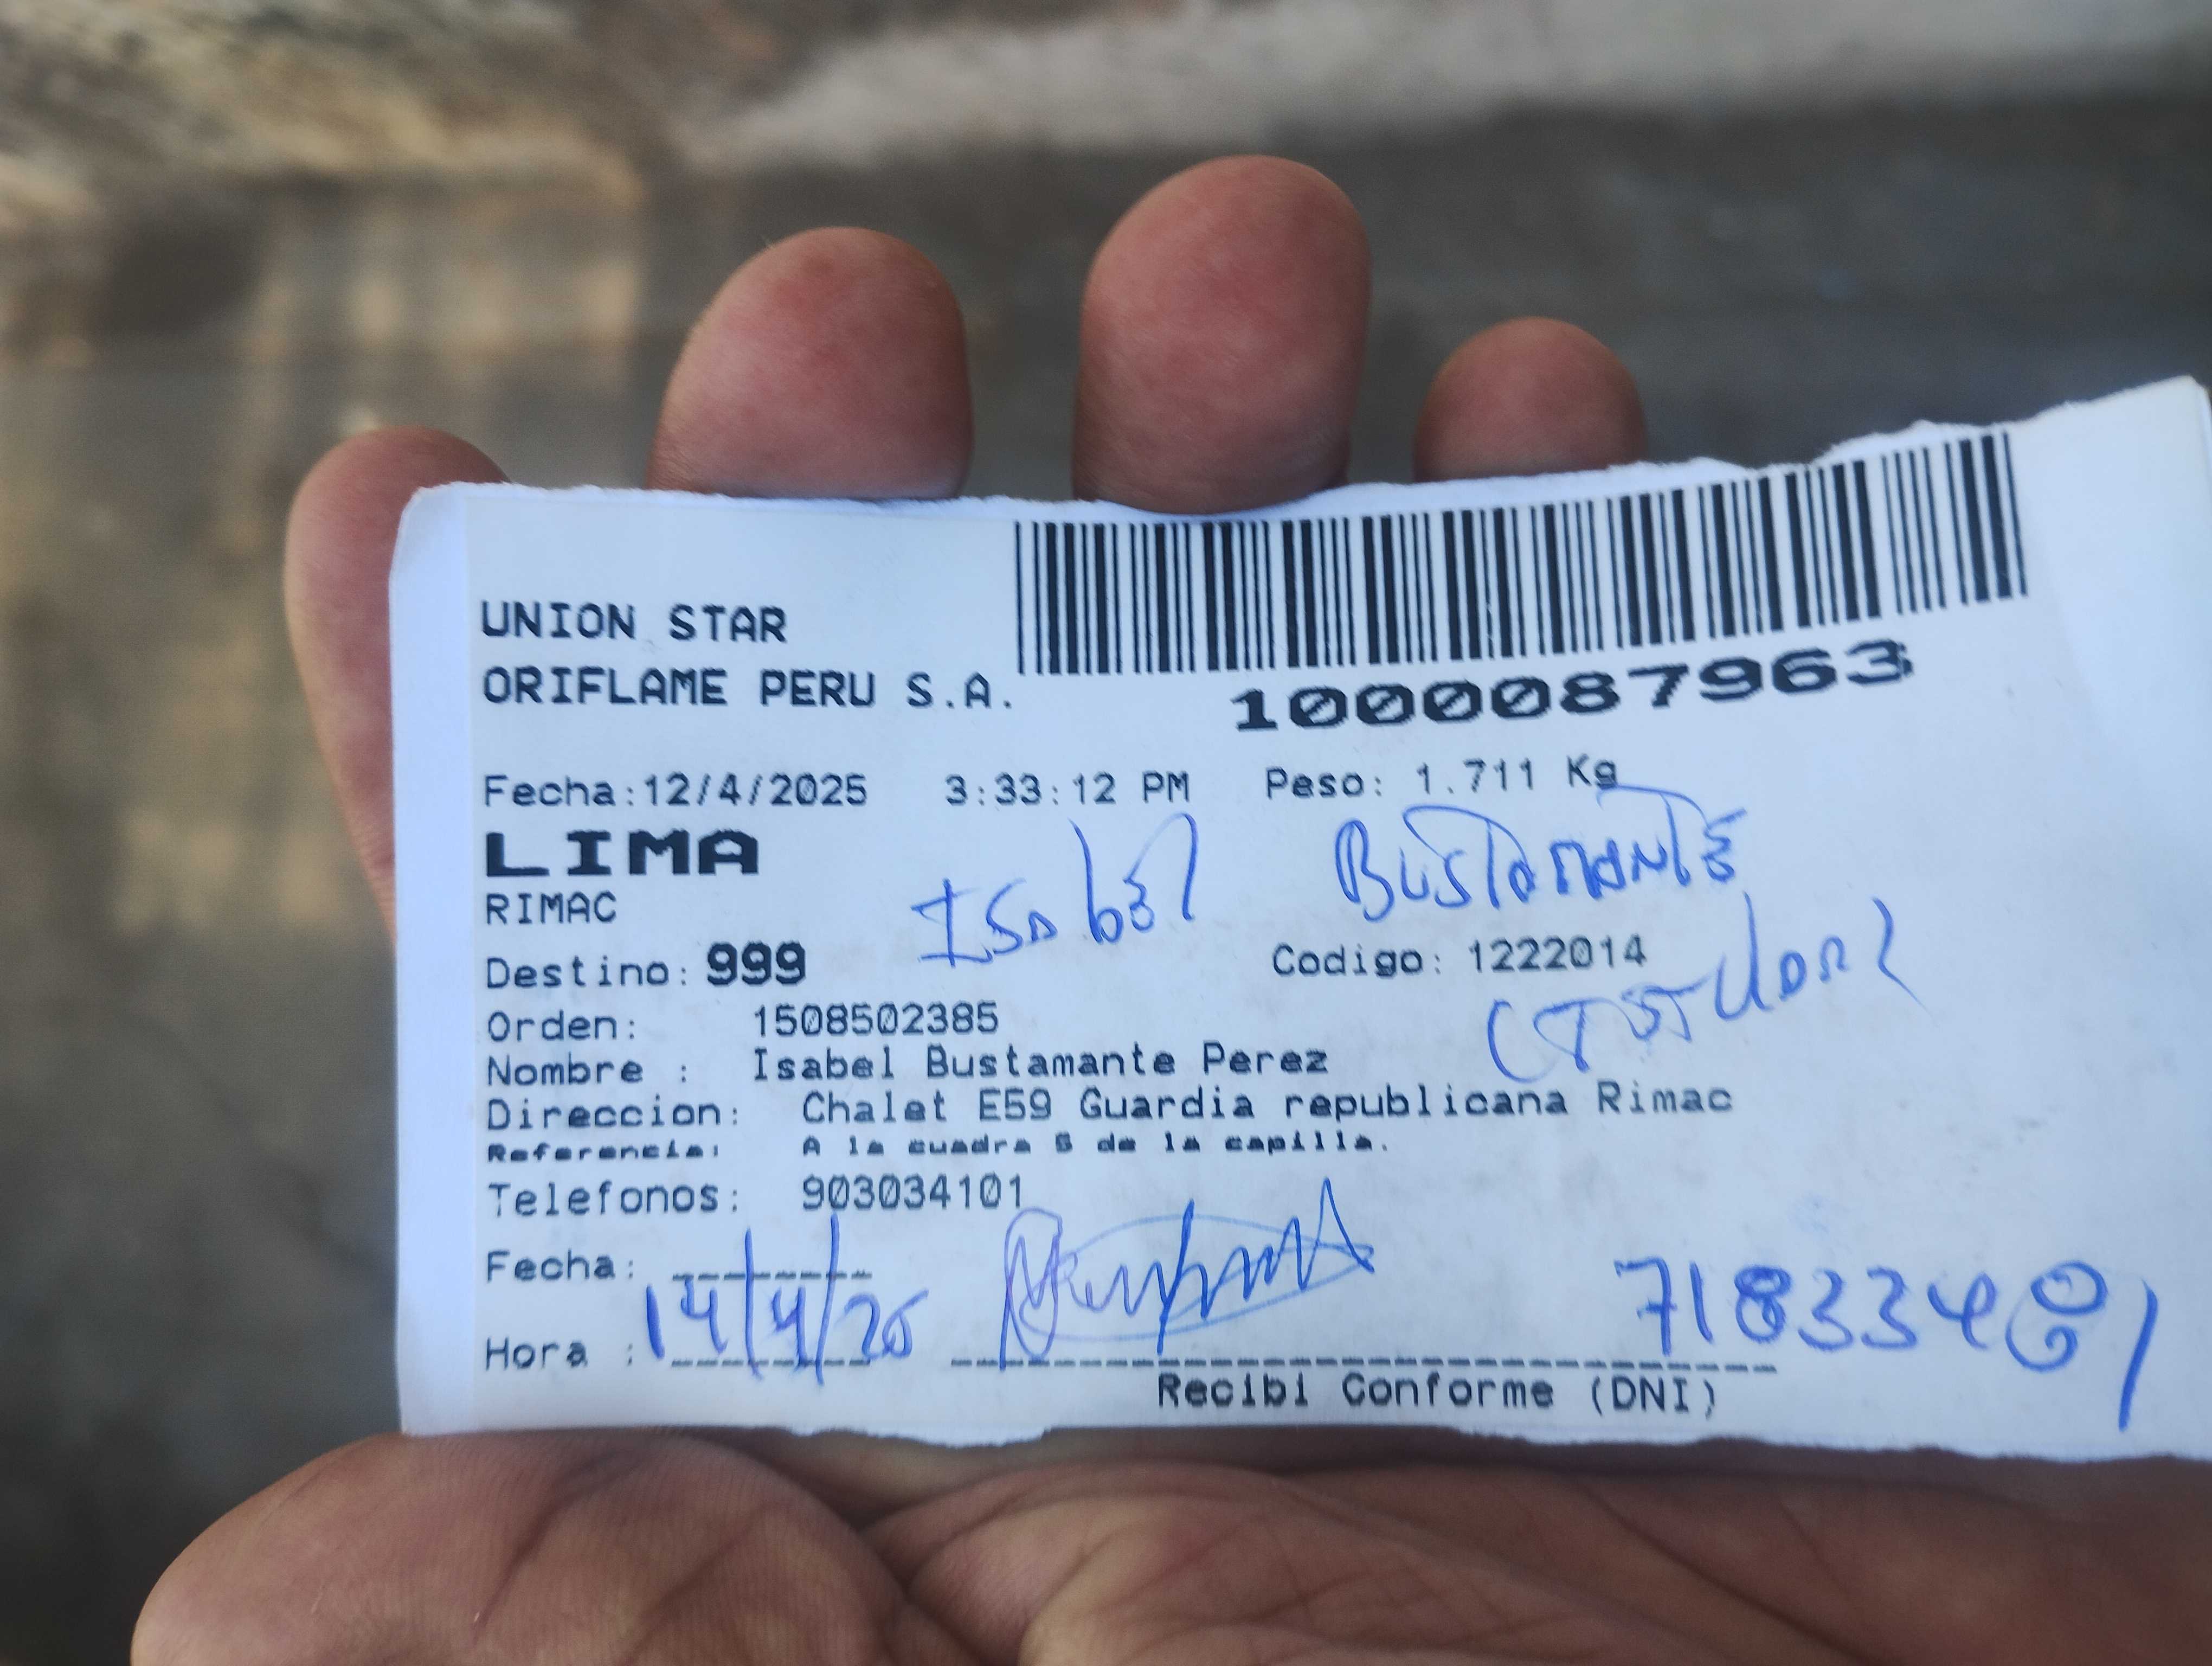 UNION STAR
ORIFLAME PERU S.A.
1000087963
Fecha:12/4/2025 3:33:12 PM Peso: 1.711 Kg
LIMA
RIMAC
Isabel BUSTAMANTE
Destino: 999 Codigo: 1222014
Orden: 1508502385
Nombre : Isabel Bustamante Perez
Direccion: Chalet E59 Guardia republicana Rimac
Referencia: A la cuadra 5 de la capilla.
Telefonos: 903034101
Fecha:
14/4/25
Hora :
Recibi Conforme (DNI)